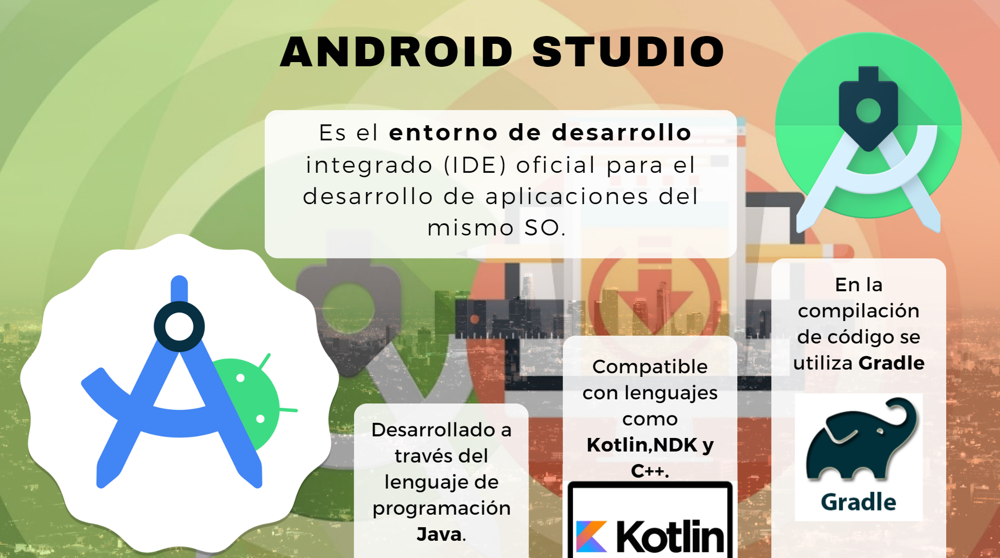 ANDROID STUDIO
Es el entorno de desarrollo
integrado (IDE) oficial para el
desarrollo de aplicaciones del
mismo SO.
Desarrollado a
través del
lenguaje de
programación
Java.
Compatible
con lenguajes
como
Kotlin,NDK y
C++.
Kotlin
En la
compilación
de código se
utiliza Gradle
Gradle